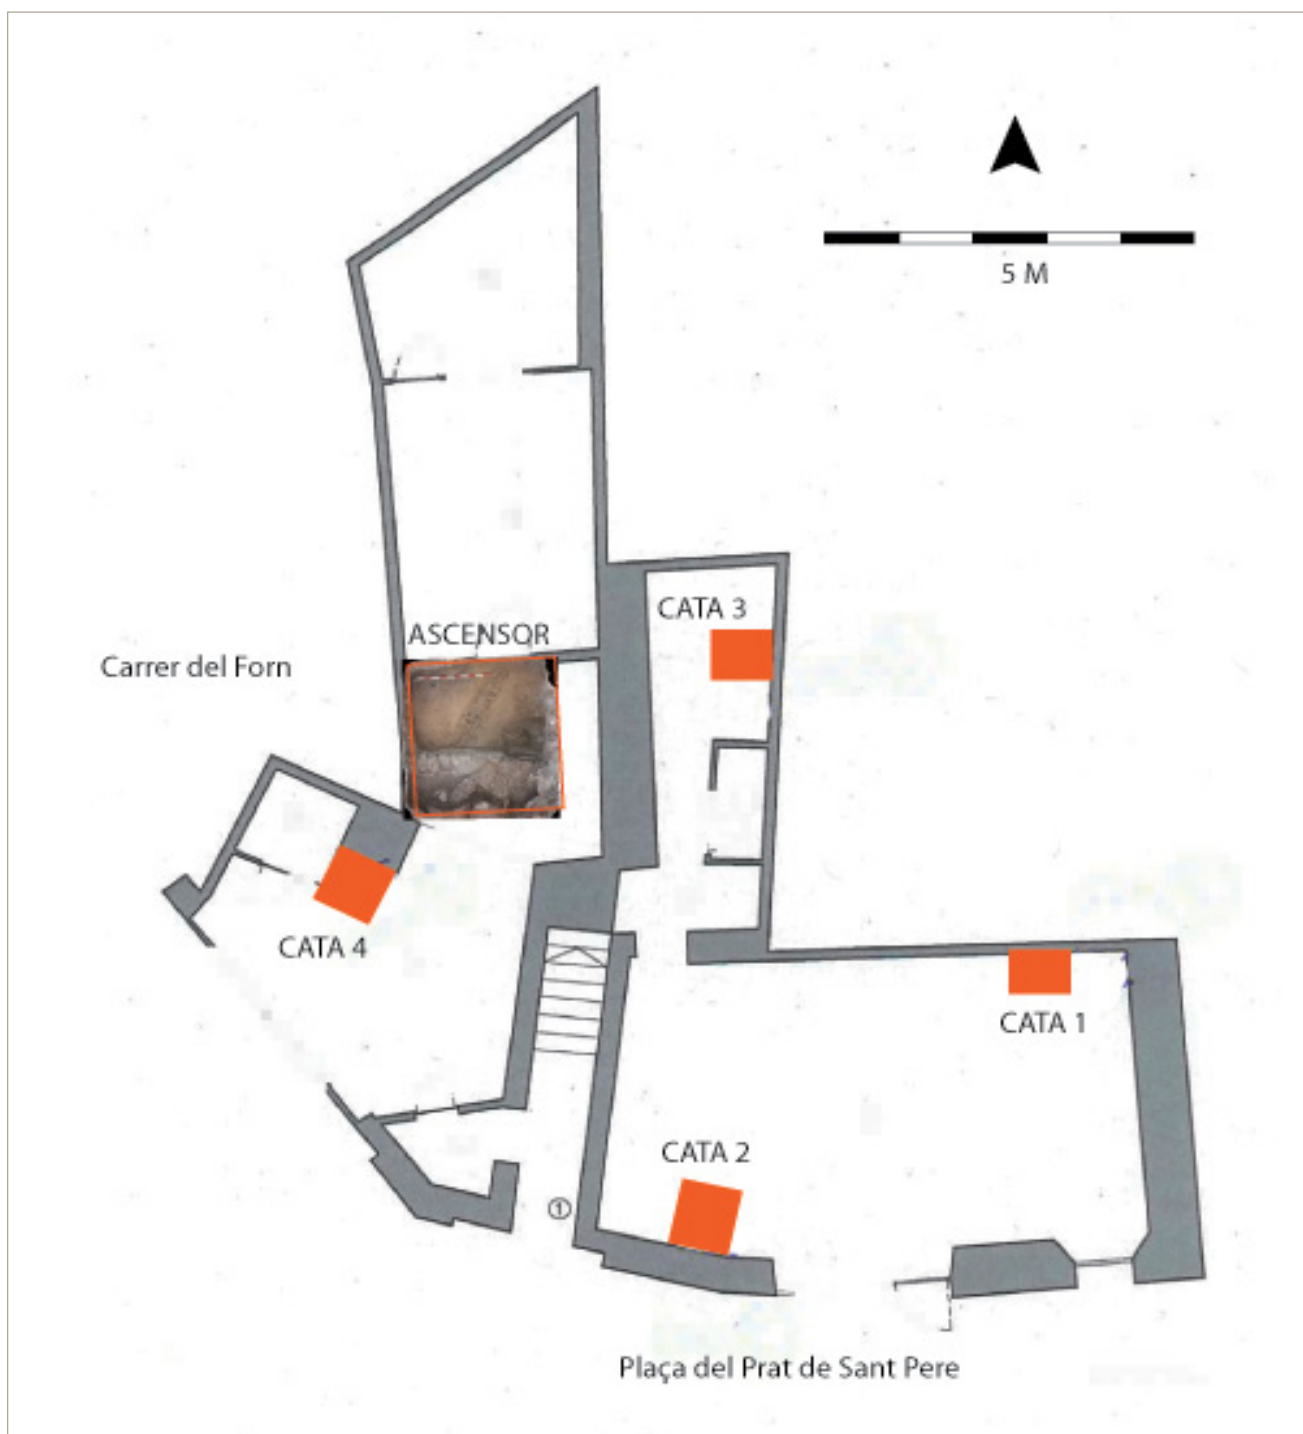 5 M
CATA 3
ASCENSOR
Carrer del Forn
CATA 4
CATA 1
CATA 2
①
Plaça del Prat de Sant Pere